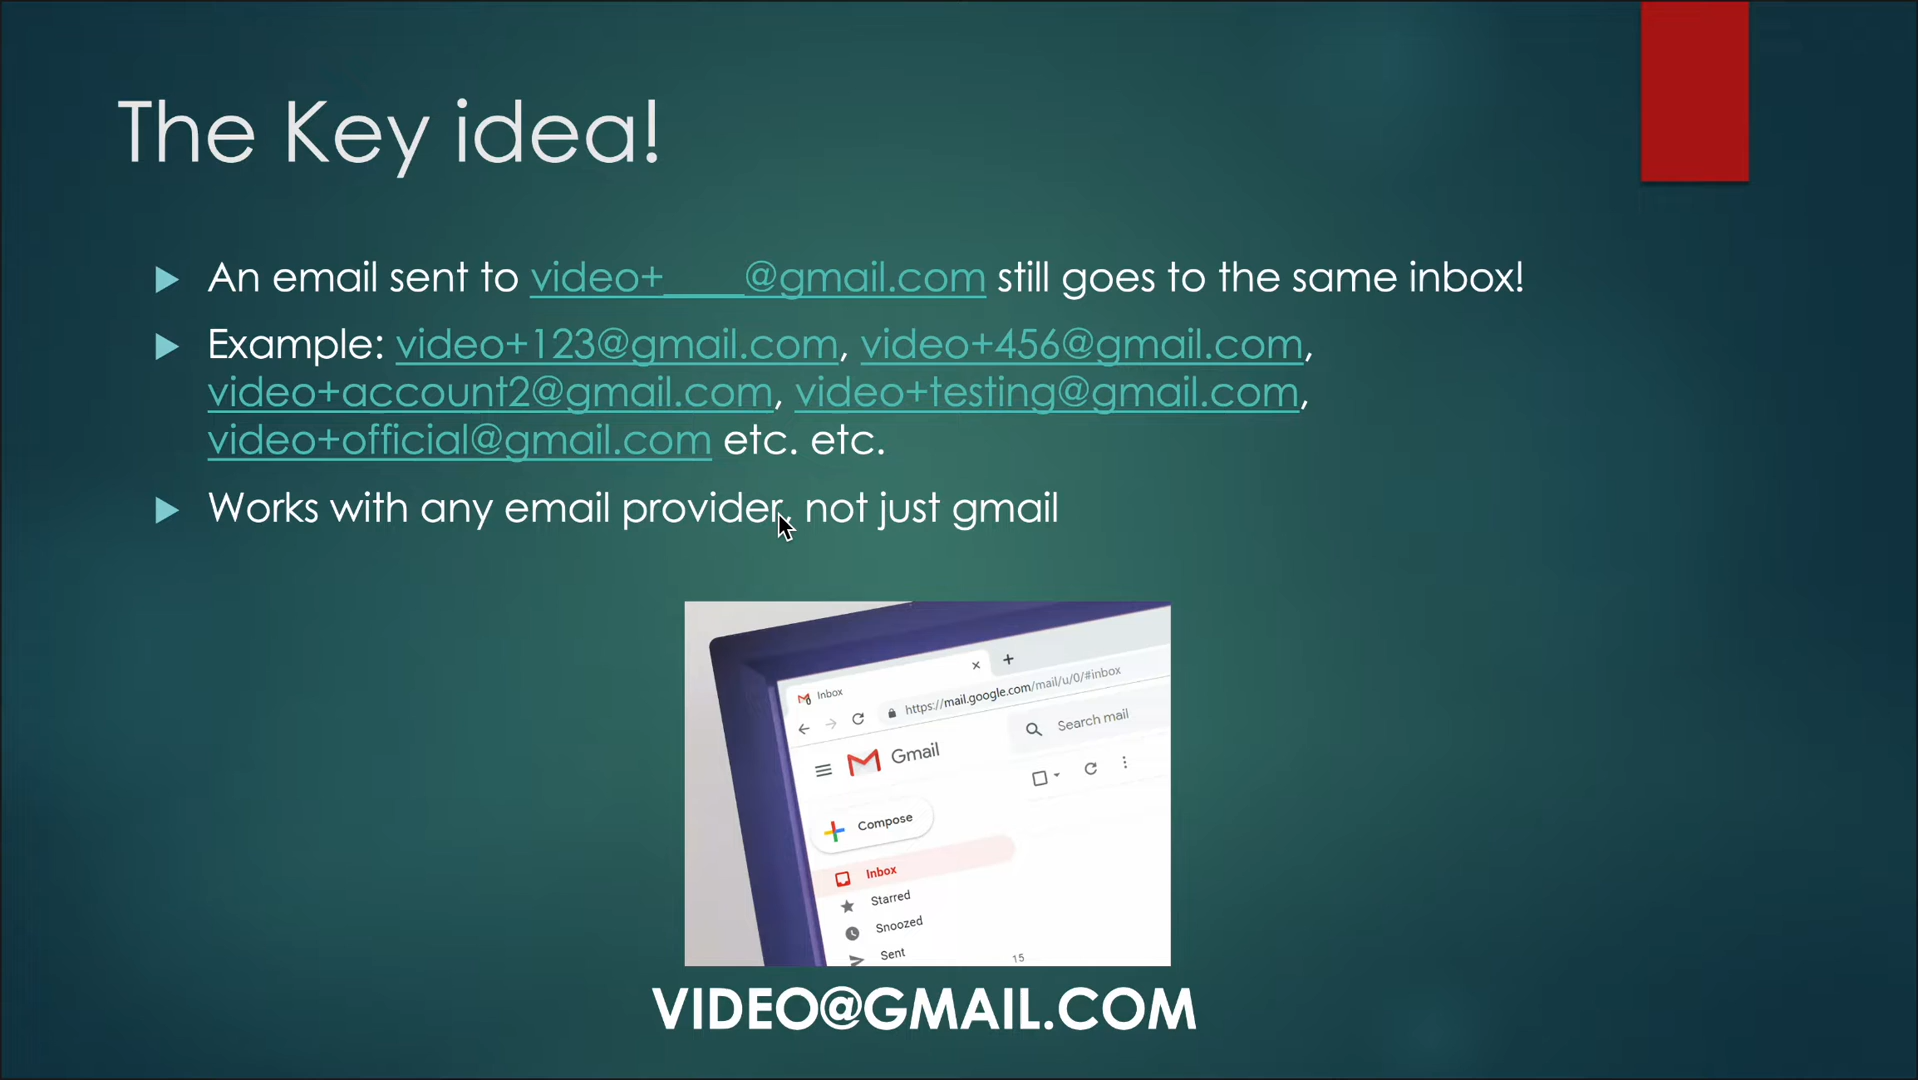 The Key idea!
An email sent to video+____@gmail.com still goes to the same inbox!
Example: video+123@gmail.com, video+456@gmail.com,
video+account2@gmail.com, video+testing@gmail.com,
video+official@gmail.com etc. etc.
Works with any email provider, not just gmail
Inbox
https://mail.google.com/mail/u/0/#inbox
Gmail
Search mail
Compose
Inbox
Starred
Snoozed
Sent
15
VIDEO@GMAIL.COM